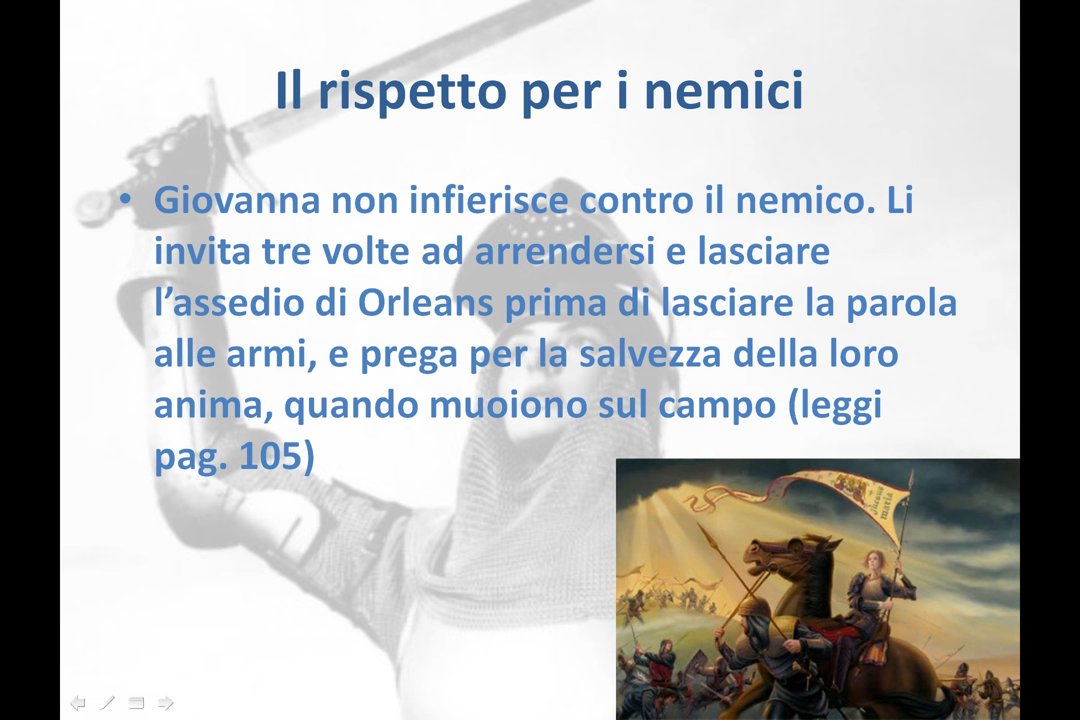 Il rispetto per i nemici
• Giovanna non infierisce contro il nemico. Li
invita tre volte ad arrendersi e lasciare
l’assedio di Orleans prima di lasciare la parola
alle armi, e prega per la salvezza della loro
anima, quando muoiono sul campo (leggi
pag. 105)
Jhesus
maria